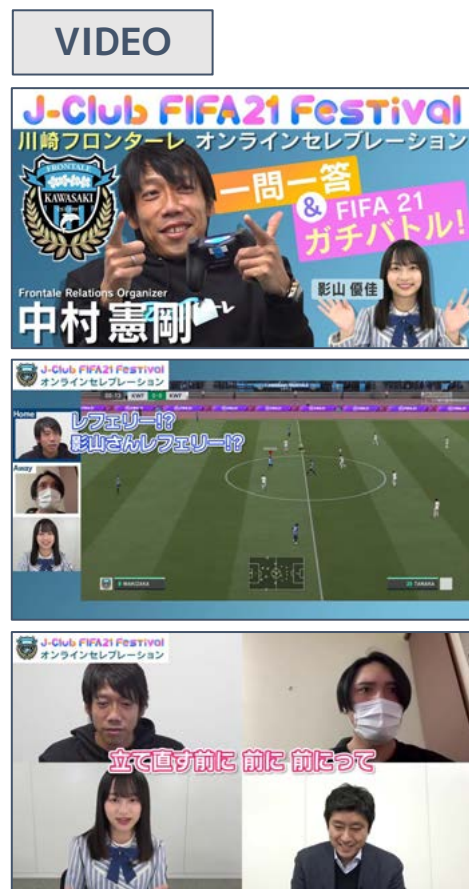 VIDEO
J-Club FIFA21 Festival
川崎フロンターレ オンラインセレブレーション
FRONTALE
KAWASAKI
一問一答
& FIFA 21
ガチバトル!
影山 優佳
Frontale Relations Organizer
中村憲剛
J-Club FIFA21 Festival
オンラインセレブレーション
KWF 0-0 KWF
Home
レフェリー!?
影山さんレフェリー!?
Away
J-Club FIFA21 Festival
オンラインセレブレーション
立て直す前に 前に 前にって